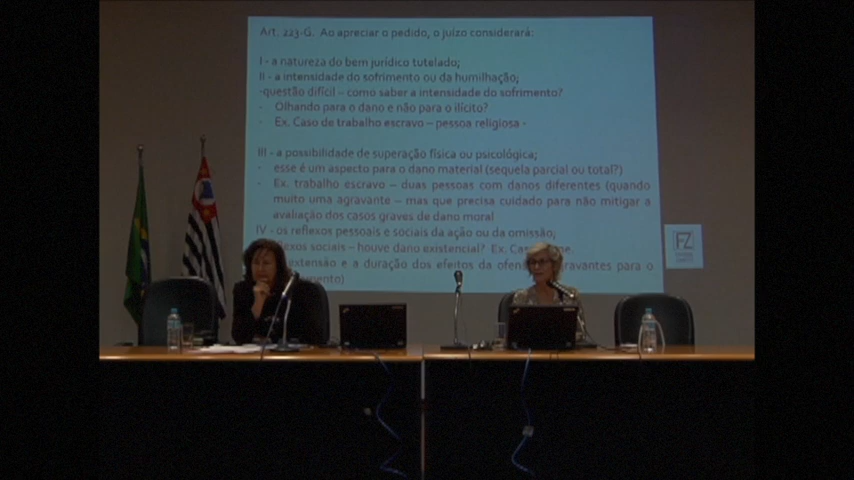 Art. 223-G. Ao apreciar o pedido, o juízo considerará:
I - a natureza do bem jurídico tutelado;
II - a intensidade do sofrimento ou da humilhação;
-questão difícil – como saber a intensidade do sofrimento?
- Olhando para o dano e não para o ilícito?
- Ex. Caso de trabalho escravo – pessoa religiosa -
III - a possibilidade de superação física ou psicológica;
- esse é um aspecto para o dano material (sequela parcial ou total?)
- Ex. trabalho escravo – duas pessoas com danos diferentes (quando
muito uma agravante – mas que precisa cuidado para não mitigar a
avaliação dos casos graves de dano moral
IV - os reflexos pessoais e sociais da ação ou da omissão;
sociais – houve dano existencial? Ex.
extensão e a duração dos efeitos da para o
FZ